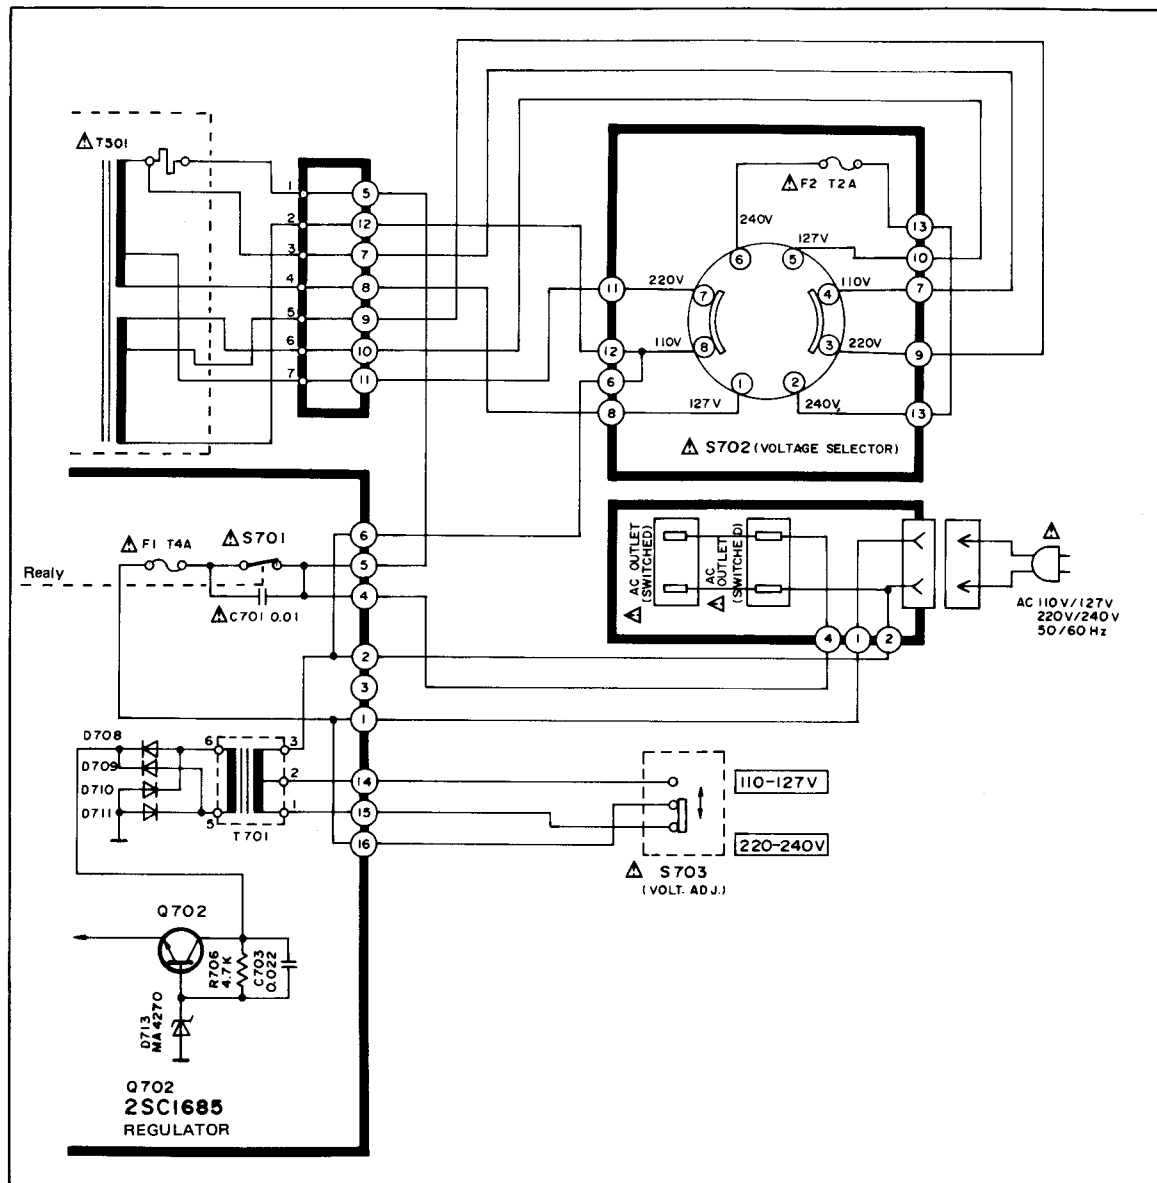 T501
1
2
3
4
5
6
7
5
12
7
8
9
10
11
F2 T2A
240V
127V
220V
110V
110V
220V
127V
240V
6
5
7
4
8
3
1
2
11
12
6
8
13
10
7
9
13
S702 (VOLTAGE SELECTOR)
F1 T4A
S701
Realy
C701 0.01
6
5
4
2
3
1
14
15
16
AC OUTLET
(SWITCHED)
AC
OUTLET
(SWITCHED)
4
1
2
AC 110V/127V
220V/240V
50/60Hz
D708
D709
D710
D711
6
5
3
2
1
T701
110-127V
220-240V
S703
(VOLT. ADJ.)
Q702
R706
4.7K
C703
0.022
D713
MA4270
Q702
2SC1685
REGULATOR